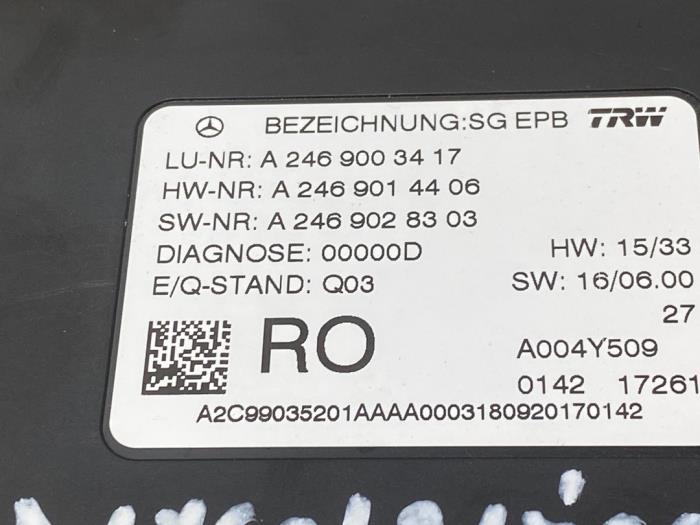 BEZEICHNUNG:SG EPB TRW
LU-NR: A 246 900 34 17
HW-NR: A 246 901 44 06
SW-NR: A 246 902 83 03
DIAGNOSE: 00000D HW: 15/33
E/Q-STAND: Q03 SW: 16/06.00
27
RO A004Y509
0142 17261
A2C99035201AAAA0003180920170142